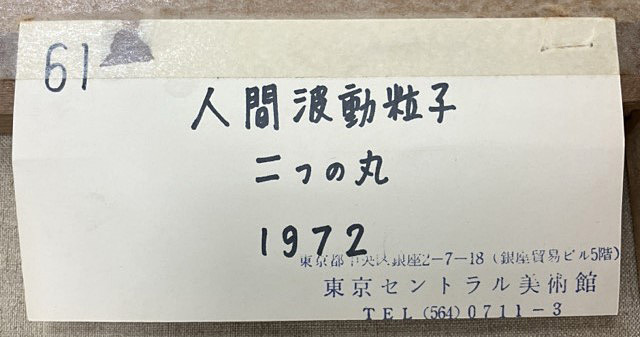 61
人間波動粒子
二つの丸
1972
東京都中央区銀座2-7-18(銀座貿易ビル5階)
東京セントラル美術館
TEL(564)0711-3